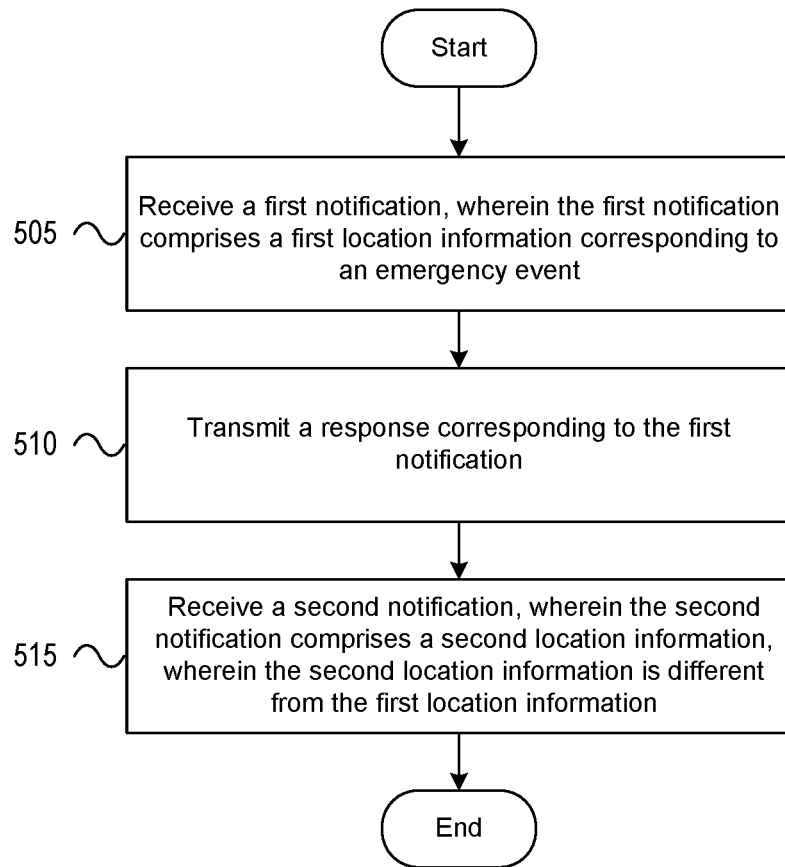 Start
505
Receive a first notification, wherein the first notification
comprises a first location information corresponding to
an emergency event
510
Transmit a response corresponding to the first
notification
515
Receive a second notification, wherein the second
notification comprises a second location information,
wherein the second location information is different
from the first location information
End